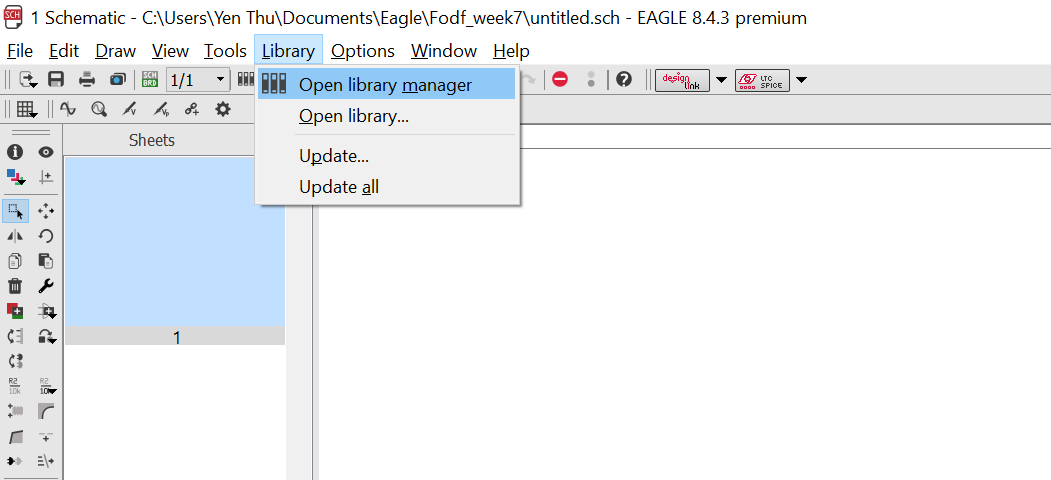 SCH 1 Schematic - C:\Users\Yen Thu\Documents\Eagle\Fodf_week7\untitled.sch - EAGLE 8.4.3 premium
File Edit Draw View Tools Library Options Window Help
SCH BRD 1/1 design link LTC SPICE
Open library manager
Open library...
Update...
Update all
Sheets
1
R2 R2
10k 10k